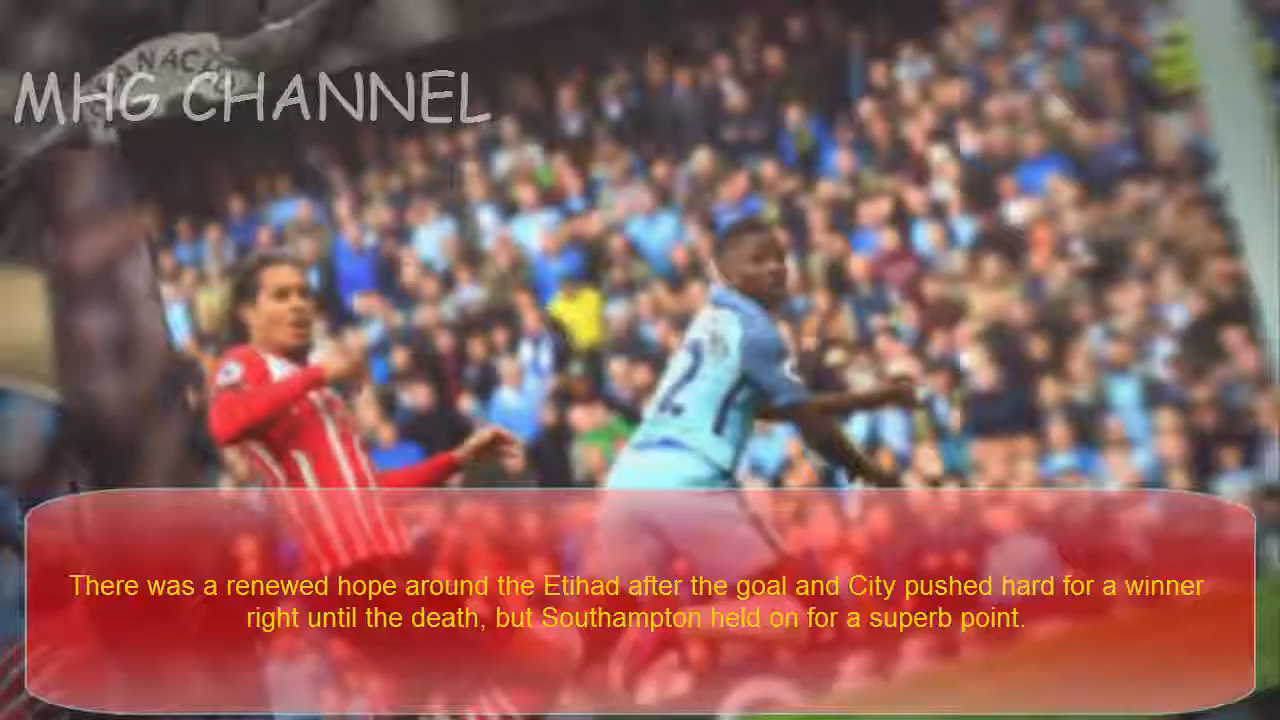 MHG CHANNEL
There was a renewed hope around the Etihad after the goal and City pushed hard for a winner
right until the death, but Southampton held on for a superb point.